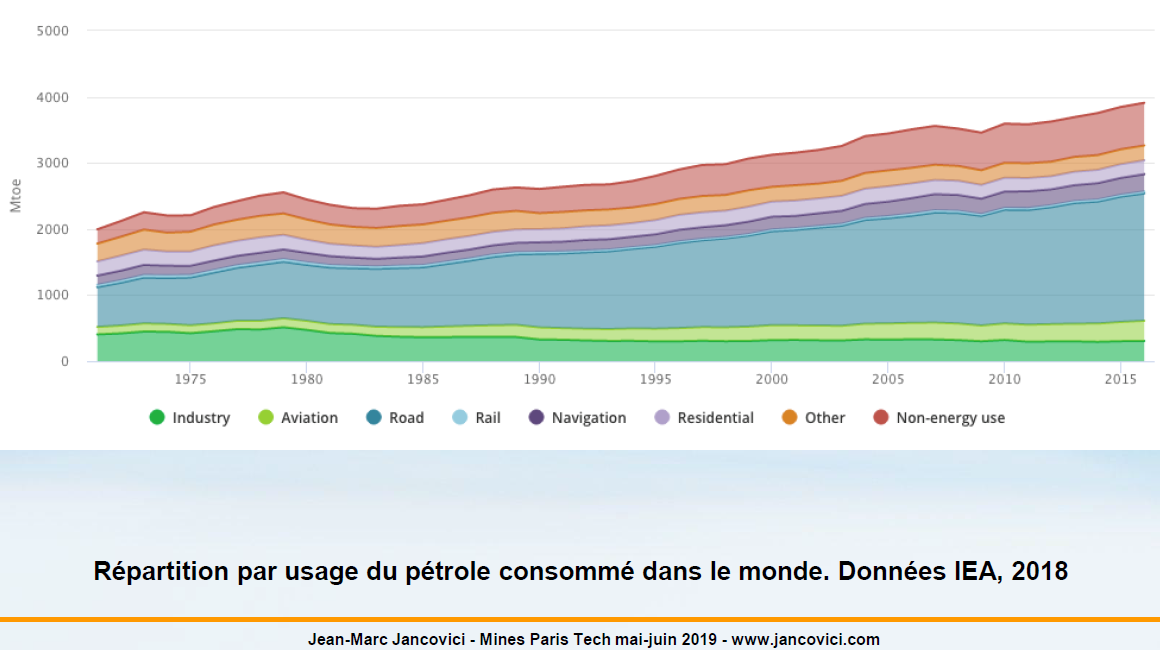 5000
4000
3000
2000
1000
0
Mtoe
1975 1980 1985 1990 1995 2000 2005 2010 2015
Industry Aviation Road Rail Navigation Residential Other Non-energy use
Répartition par usage du pétrole consommé dans le monde. Données IEA, 2018
Jean-Marc Jancovici - Mines Paris Tech mai-juin 2019 - www.jancovici.com